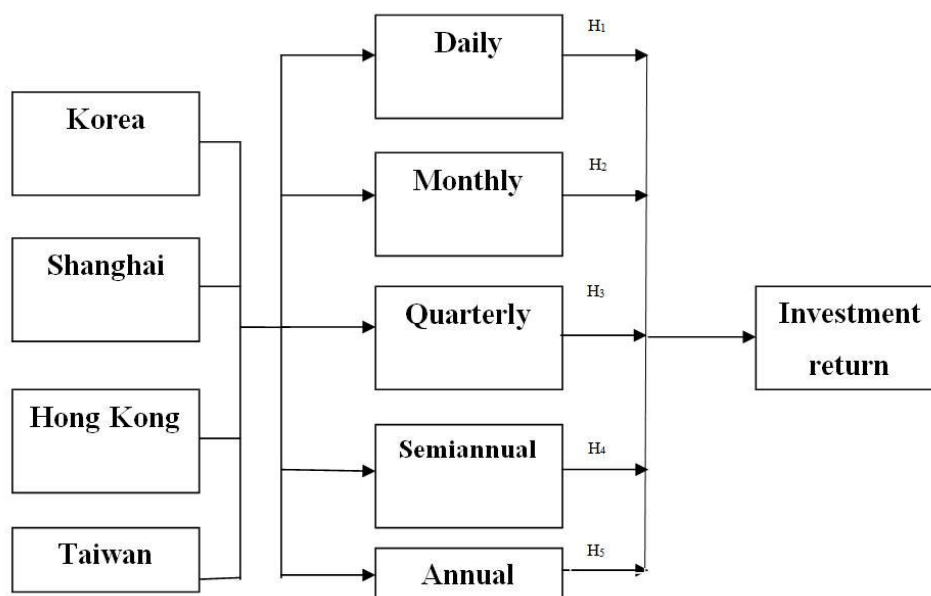 Korea
Shanghai
Hong Kong
Taiwan
Daily
Monthly
Quarterly
Semiannual
Annual
H₁
H₂
H₃
H₄
H₅
Investment
return